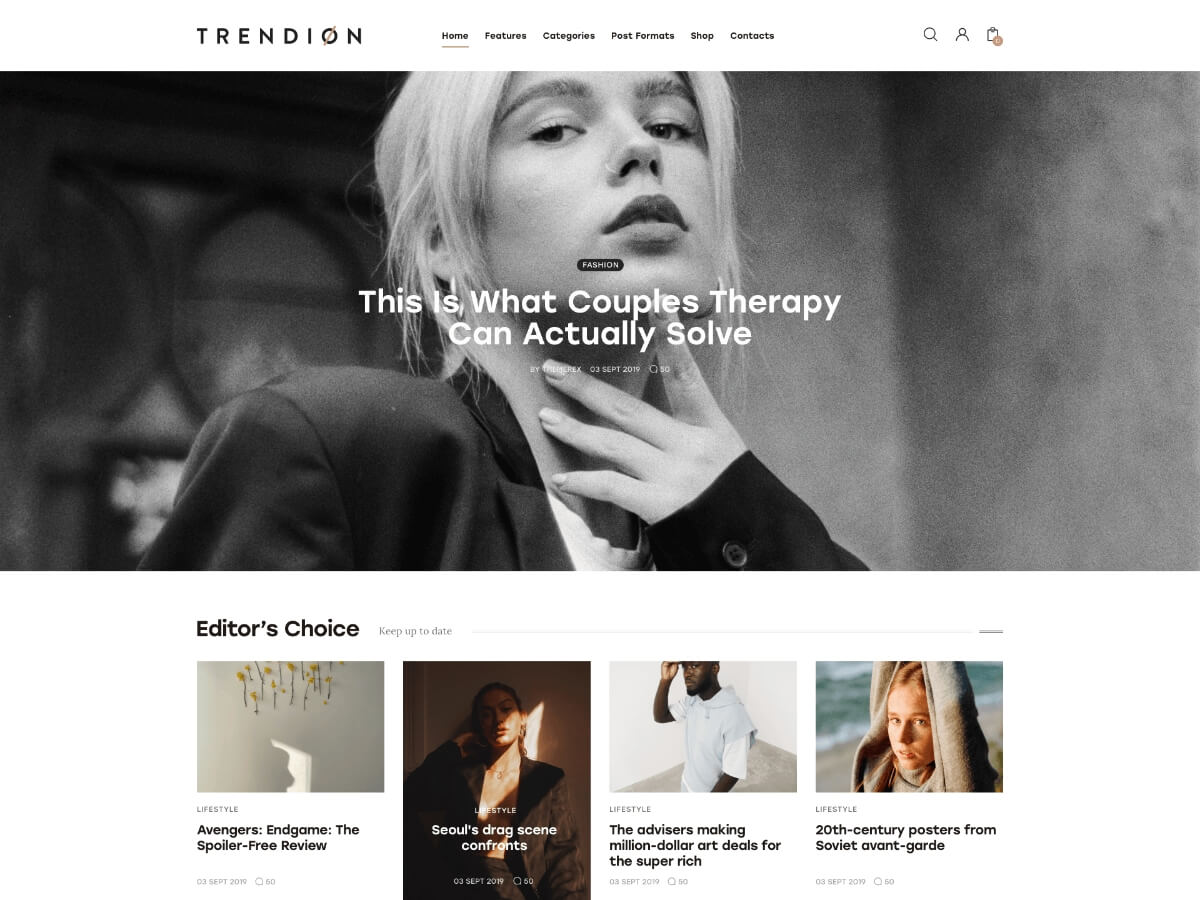 TRENDIØN
Home Features Categories Post Formats Shop Contacts
0
FASHION
This Is What Couples Therapy
Can Actually Solve
BY THEMEREX 03 SEPT 2019 50
Editor's Choice Keep up to date
LIFESTYLE
Avengers: Endgame: The
Spoiler-Free Review
03 SEPT 2019 50
LIFESTYLE
Seoul's drag scene
confronts
03 SEPT 2019 50
LIFESTYLE
The advisers making
million-dollar art deals for
the super rich
03 SEPT 2019 50
LIFESTYLE
20th-century posters from
Soviet avant-garde
03 SEPT 2019 50